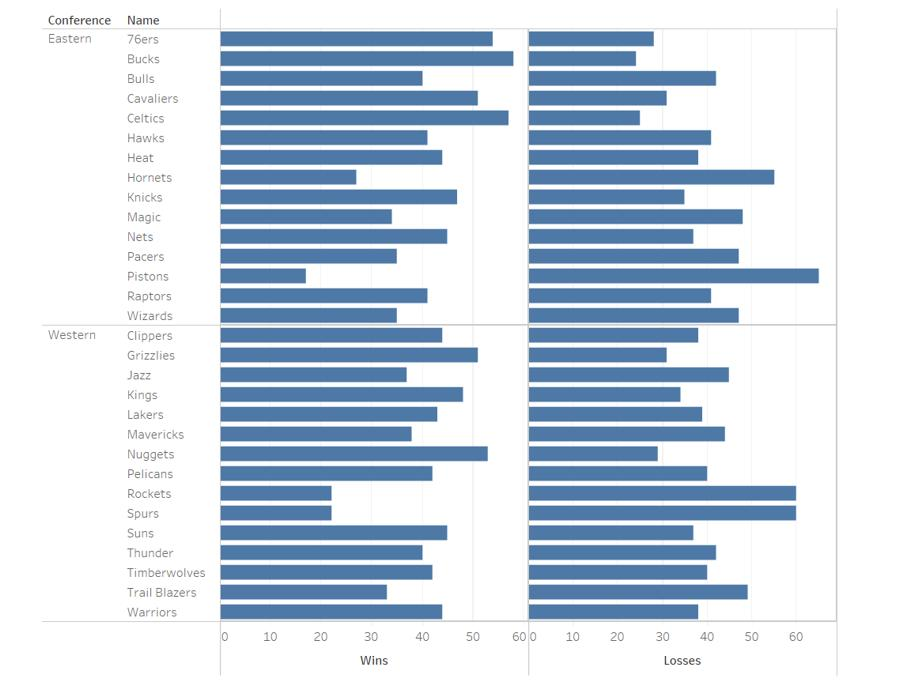 Conference Name
Eastern 76ers
Bucks
Bulls
Cavaliers
Celtics
Hawks
Heat
Hornets
Knicks
Magic
Nets
Pacers
Pistons
Raptors
Wizards
Western Clippers
Grizzlies
Jazz
Kings
Lakers
Mavericks
Nuggets
Pelicans
Rockets
Spurs
Suns
Thunder
Timberwolves
Trail Blazers
Warriors
0 10 20 30 40 50 60 0 10 20 30 40 50 60
Wins Losses